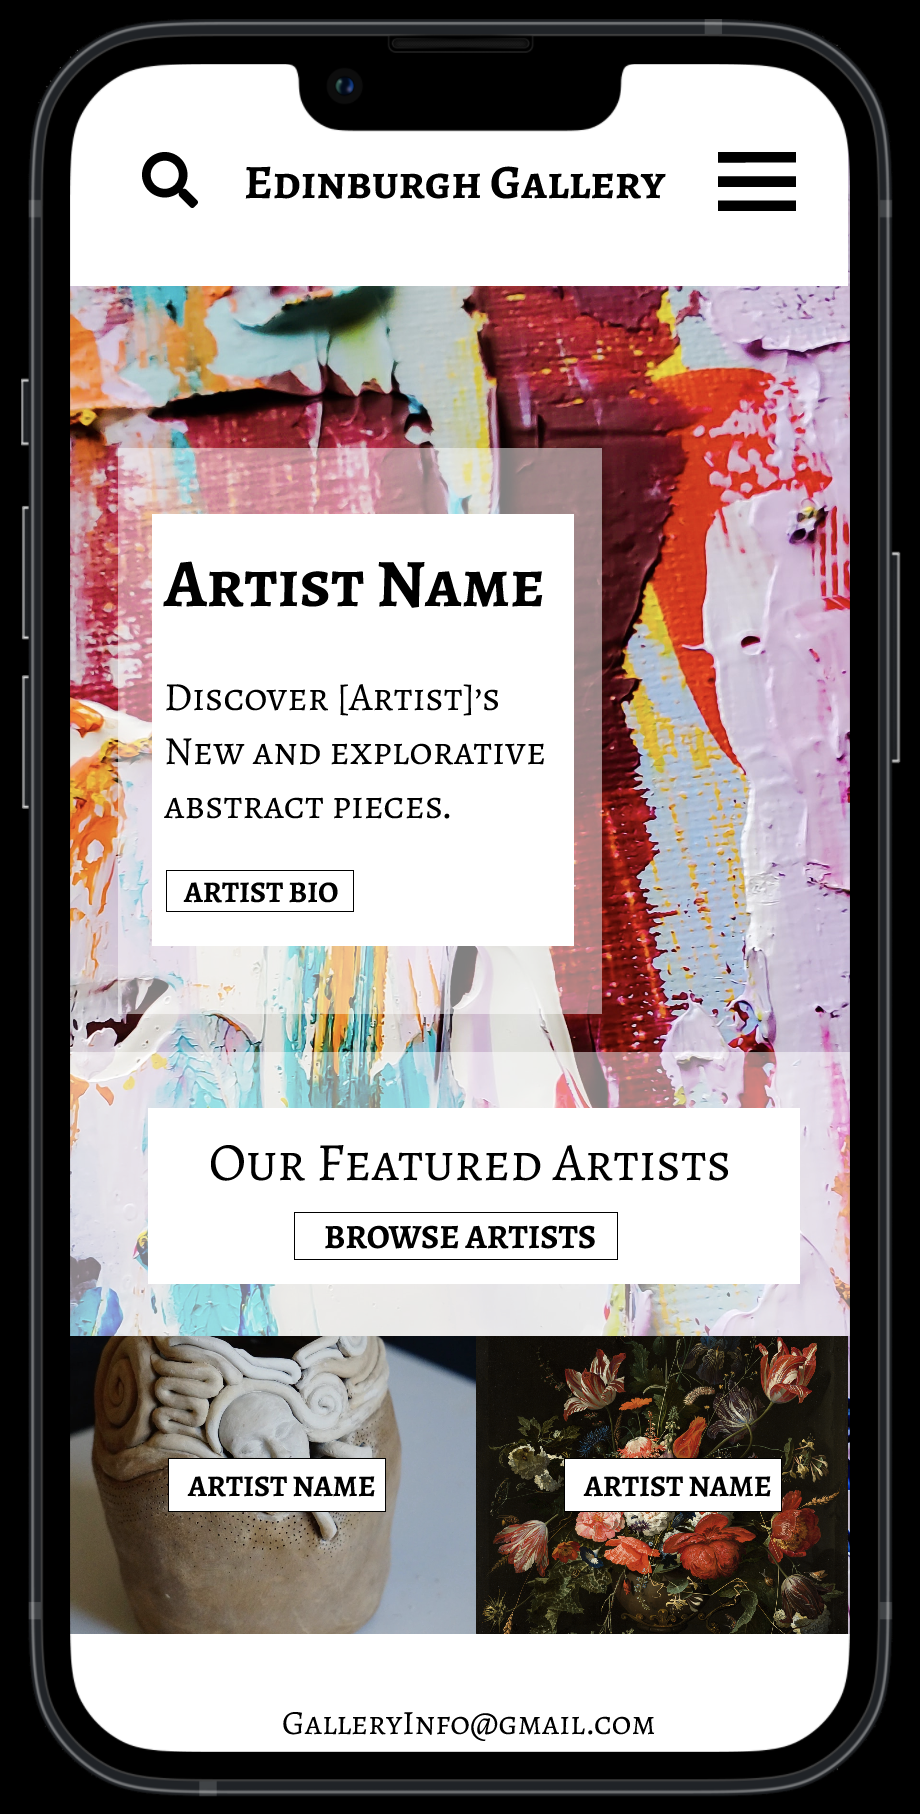 Edinburgh Gallery
Artist Name
Discover [Artist]'s
New and explorative
abstract pieces.
ARTIST BIO
Our Featured Artists
BROWSE ARTISTS
ARTIST NAME
ARTIST NAME
GalleryInfo@gmail.com